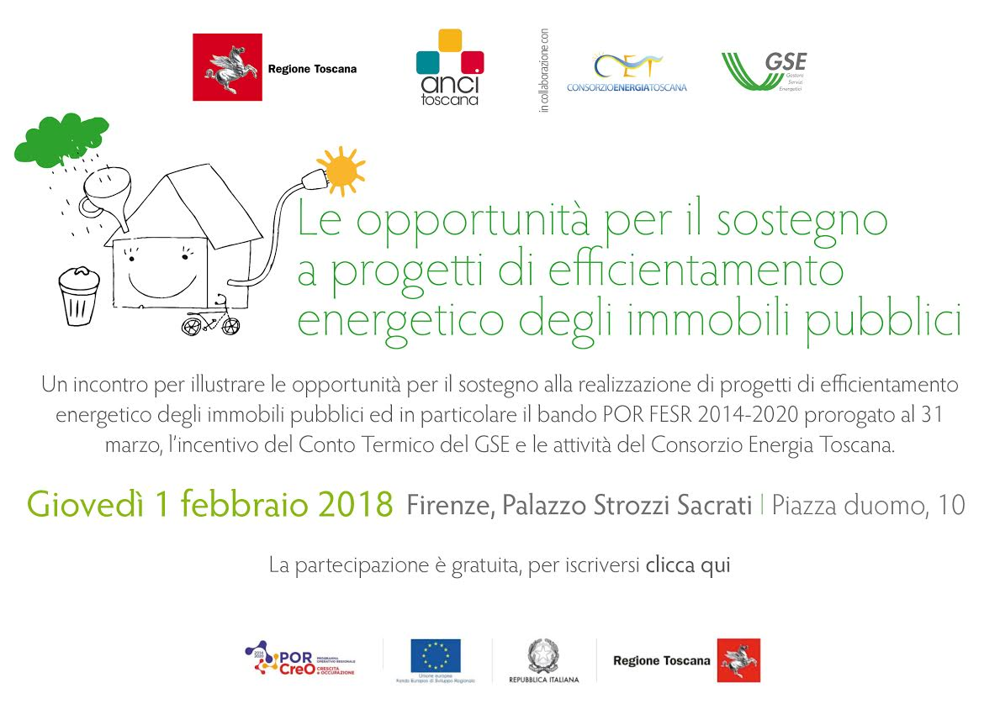 Regione Toscana
anci
toscana
in collaborazione con
CET
CONSORZIOENERGIATOSCANA
GSE
Gestore
Servizi
Energetici
Le opportunità per il sostegno
a progetti di efficientamento
energetico degli immobili pubblici
Un incontro per illustrare le opportunità per il sostegno alla realizzazione di progetti di efficientamento
energetico degli immobili pubblici ed in particolare il bando POR FESR 2014-2020 prorogato al 31
marzo, l'incentivo del Conto Termico del GSE e le attività del Consorzio Energia Toscana.
Giovedì 1 febbraio 2018 Firenze, Palazzo Strozzi Sacrati | Piazza duomo, 10
La partecipazione è gratuita, per iscriversi clicca qui
2014
2020
POR
CreO
PROGRAMMA
OPERATIVO REGIONALE
CRESCITA
e OCCUPAZIONE
Unione europea
Fondo Europeo di Sviluppo Regionale
REPUBBLICA ITALIANA
Regione Toscana